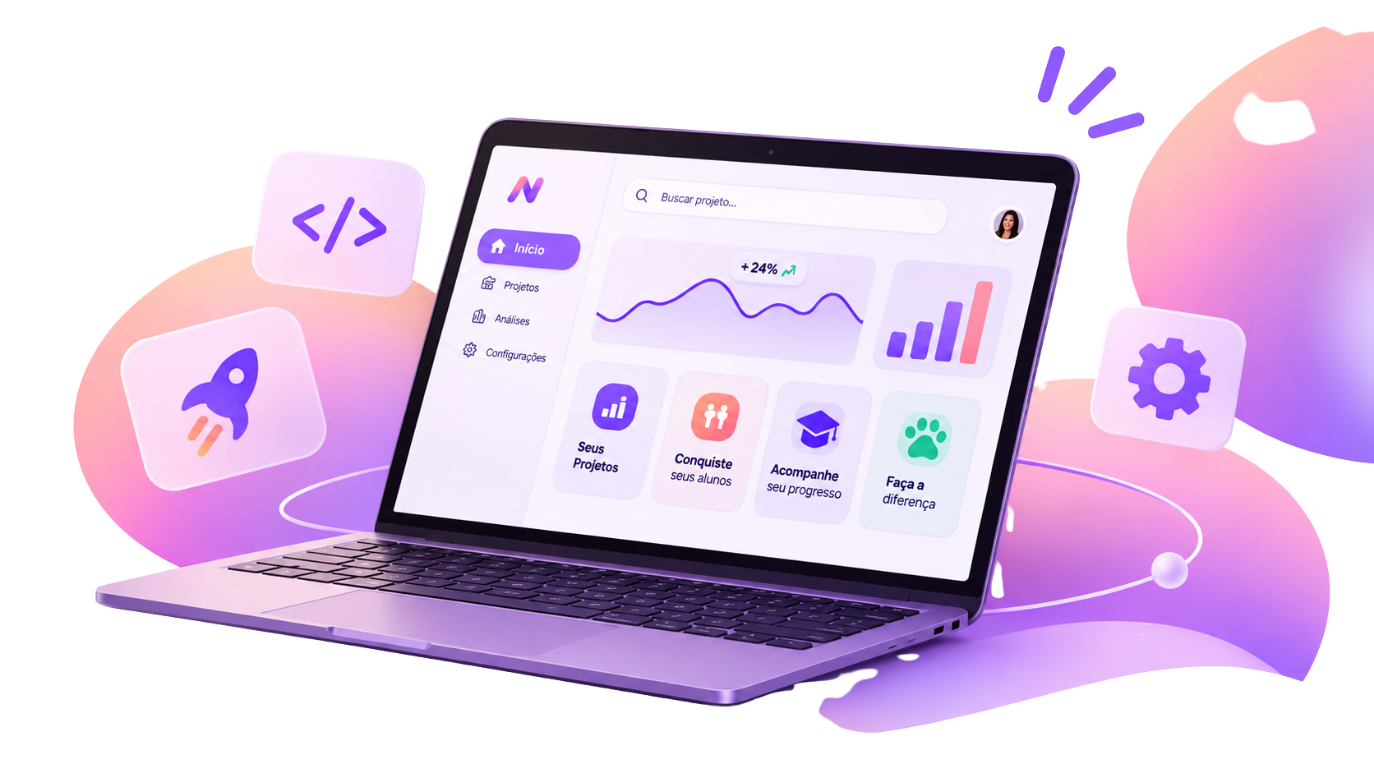 N
Buscar projeto...
Início
Projetos
Análises
Configurações
+24%
Seus
Projetos
Conquiste
seus alunos
Acompanhe
seu progresso
Faça a
diferença
</>